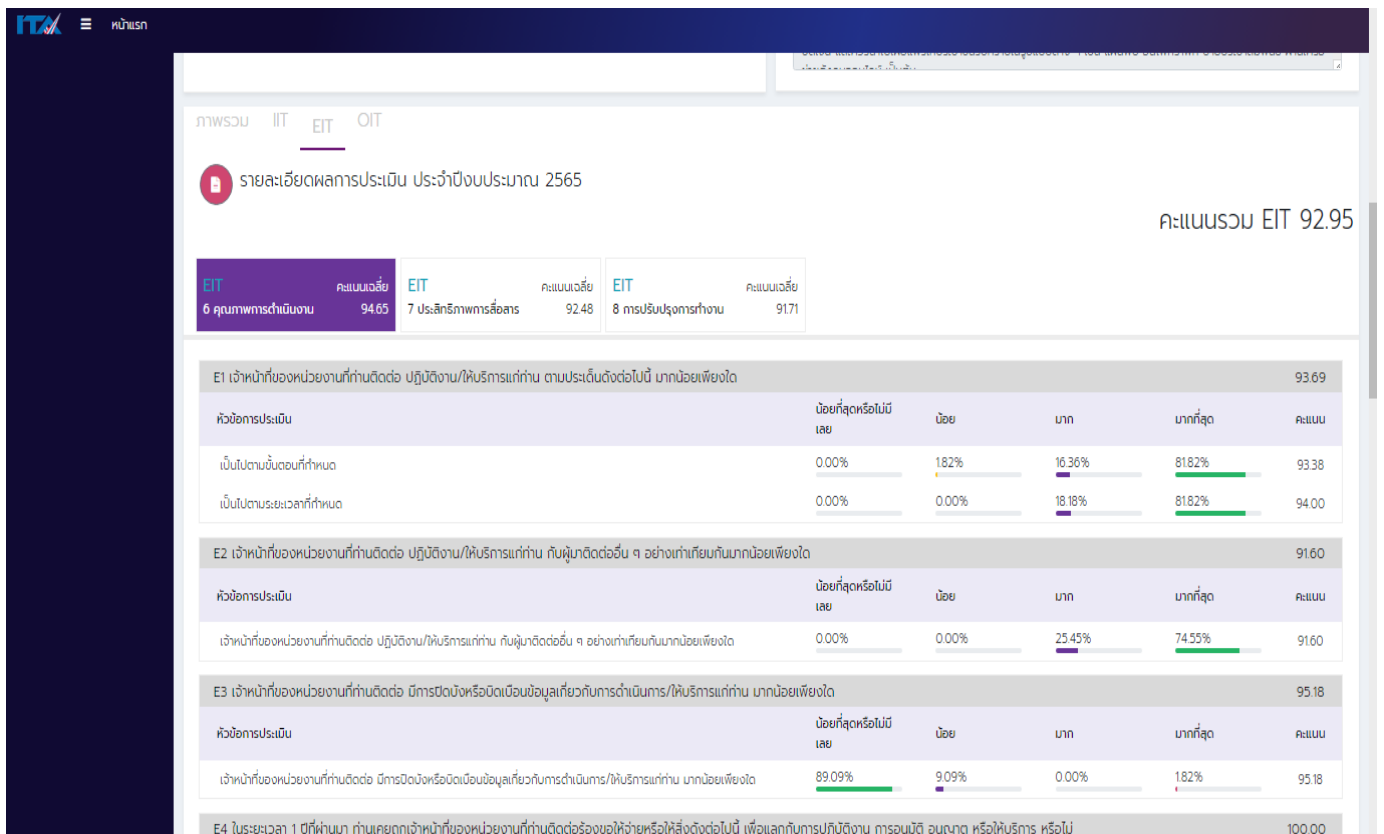 ITA ☰ หน้าแรก
ภาพรวม IIT EIT OIT
รายละเอียดผลการประเมิน ประจำปีงบประมาณ 2565
คะแนนรวม EIT 92.95
EIT คะแนนเฉลี่ย EIT คะแนนเฉลี่ย EIT คะแนนเฉลี่ย
6 คุณภาพการดำเนินงาน 94.65 7 ประสิทธิภาพการสื่อสาร 92.48 8 การปรับปรุงการทำงาน 91.71
E1 เจ้าหน้าที่ของหน่วยงานที่ท่านติดต่อ ปฏิบัติงาน/ให้บริการแก่ท่าน ตามประเด็นดังต่อไปนี้ มากน้อยเพียงใด 93.69
หัวข้อการประเมิน น้อยที่สุดหรือไม่มีเลย น้อย มาก มากที่สุด คะแนน
เป็นไปตามขั้นตอนที่กำหนด 0.00% 1.82% 16.36% 81.82% 93.38
เป็นไปตามระยะเวลาที่กำหนด 0.00% 0.00% 18.18% 81.82% 94.00
E2 เจ้าหน้าที่ของหน่วยงานที่ท่านติดต่อ ปฏิบัติงาน/ให้บริการแก่ท่าน กับผู้มาติดต่ออื่น ๆ อย่างเท่าเทียมกันมากน้อยเพียงใด 91.60
หัวข้อการประเมิน น้อยที่สุดหรือไม่มีเลย น้อย มาก มากที่สุด คะแนน
เจ้าหน้าที่ของหน่วยงานที่ท่านติดต่อ ปฏิบัติงาน/ให้บริการแก่ท่าน กับผู้มาติดต่ออื่น ๆ อย่างเท่าเทียมกันมากน้อยเพียงใด 0.00% 0.00% 25.45% 74.55% 91.60
E3 เจ้าหน้าที่ของหน่วยงานที่ท่านติดต่อ มีการปิดบังหรือบิดเบือนข้อมูลเกี่ยวกับการดำเนินการ/ให้บริการแก่ท่าน มากน้อยเพียงใด 95.18
หัวข้อการประเมิน น้อยที่สุดหรือไม่มีเลย น้อย มาก มากที่สุด คะแนน
เจ้าหน้าที่ของหน่วยงานที่ท่านติดต่อ มีการปิดบังหรือบิดเบือนข้อมูลเกี่ยวกับการดำเนินการ/ให้บริการแก่ท่าน มากน้อยเพียงใด 89.09% 9.09% 0.00% 1.82% 95.18
E4 ในระยะเวลา 1 ปีที่ผ่านมา ท่านเคยถูกเจ้าหน้าที่ของหน่วยงานที่ท่านติดต่อร้องขอให้จ่ายหรือให้สิ่งดังต่อไปนี้ เพื่อแลกกับการปฏิบัติงาน การอนุมัติ อนุญาต หรือให้บริการ หรือไม่ 100.00